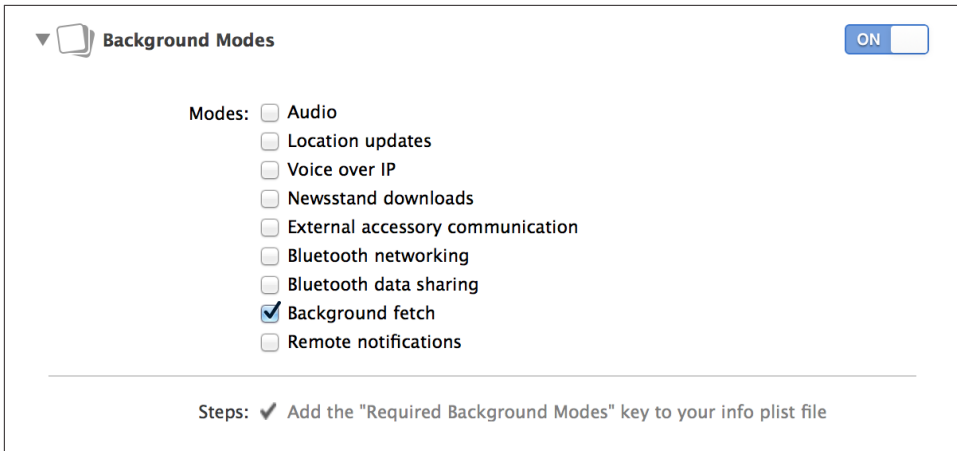 Background Modes
ON
Modes: Audio
Location updates
Voice over IP
Newsstand downloads
External accessory communication
Bluetooth networking
Bluetooth data sharing
Background fetch
Remote notifications
Steps: Add the "Required Background Modes" key to your info plist file